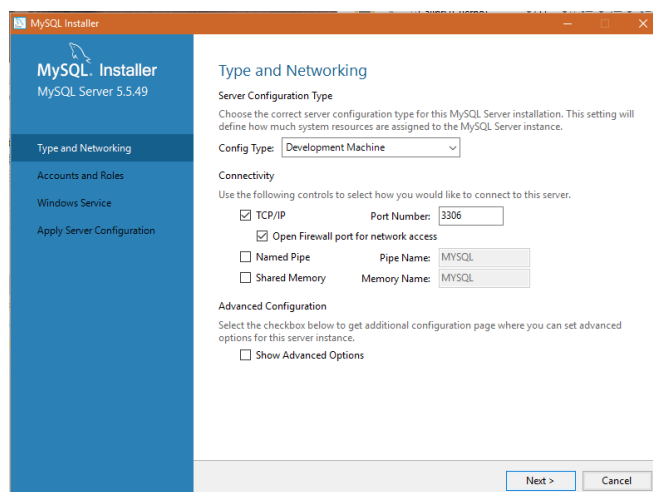 MySQL Installer
MySQL. Installer
MySQL Server 5.5.49
Type and Networking
Accounts and Roles
Windows Service
Apply Server Configuration
Type and Networking
Server Configuration Type
Choose the correct server configuration type for this MySQL Server installation. This setting will
define how much system resources are assigned to the MySQL Server instance.
Config Type: Development Machine
Connectivity
Use the following controls to select how you would like to connect to this server.
TCP/IP Port Number: 3306
Open Firewall port for network access
Named Pipe Pipe Name: MYSQL
Shared Memory Memory Name: MYSQL
Advanced Configuration
Select the checkbox below to get additional configuration page where you can set advanced
options for this server instance.
Show Advanced Options
Next > Cancel